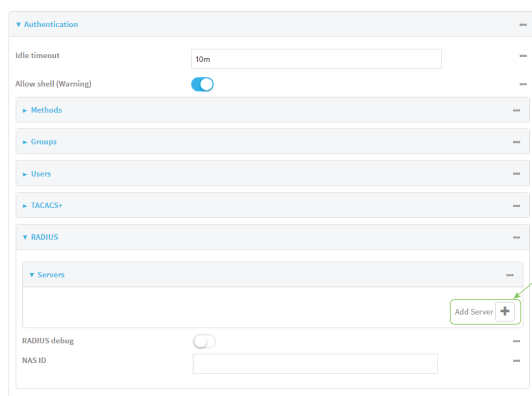 Authentication
Idle timeout
10m
Allow shell (Warning)
Methods
Groups
Users
TACACS+
RADIUS
Servers
Add Server
RADIUS debug
NAS ID